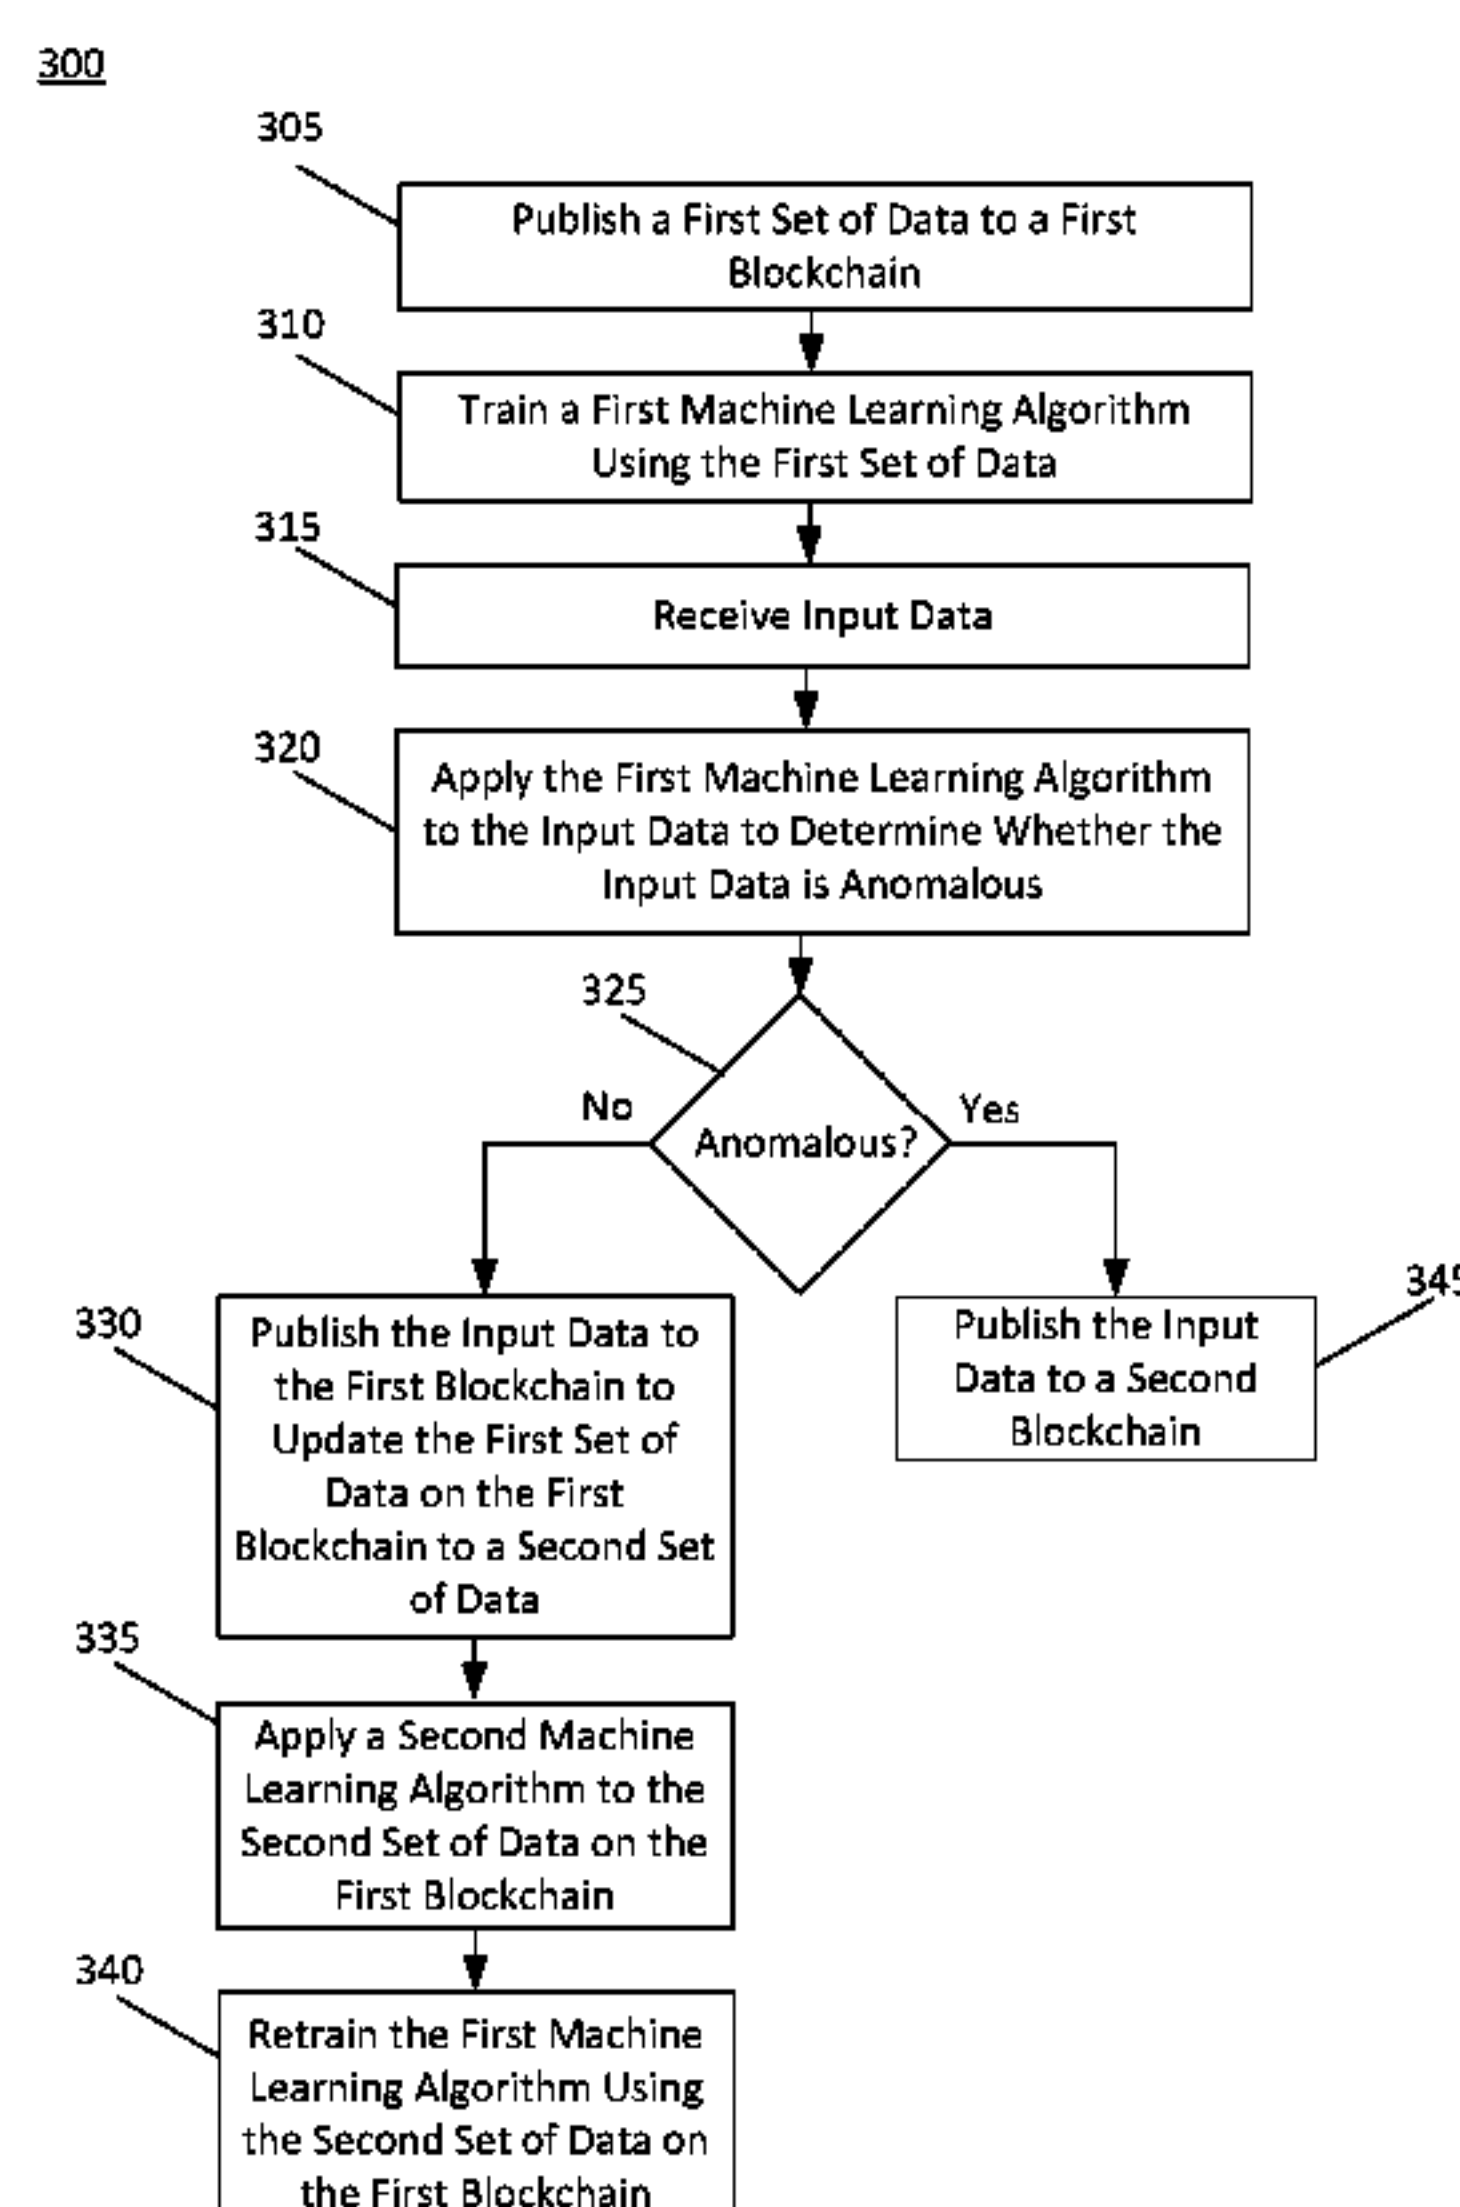 300
305
Publish a First Set of Data to a First
Blockchain
310
Train a First Machine Learning Algorithm
Using the First Set of Data
315
Receive Input Data
320
Apply the First Machine Learning Algorithm
to the Input Data to Determine Whether the
Input Data is Anomalous
325
No
Anomalous?
Yes
330
Publish the Input Data to
the First Blockchain to
Update the First Set of
Data on the First
Blockchain to a Second Set
of Data
345
Publish the Input
Data to a Second
Blockchain
335
Apply a Second Machine
Learning Algorithm to the
Second Set of Data on the
First Blockchain
340
Retrain the First Machine
Learning Algorithm Using
the Second Set of Data on
the First Blockchain